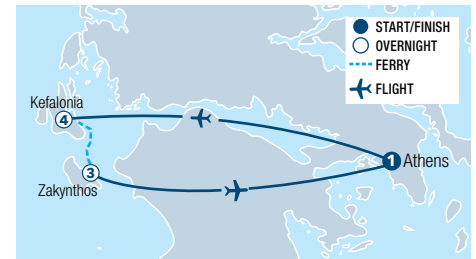 START/FINISH
OVERNIGHT
FERRY
FLIGHT
Kefalonia
4
3
Zakynthos
1 Athens